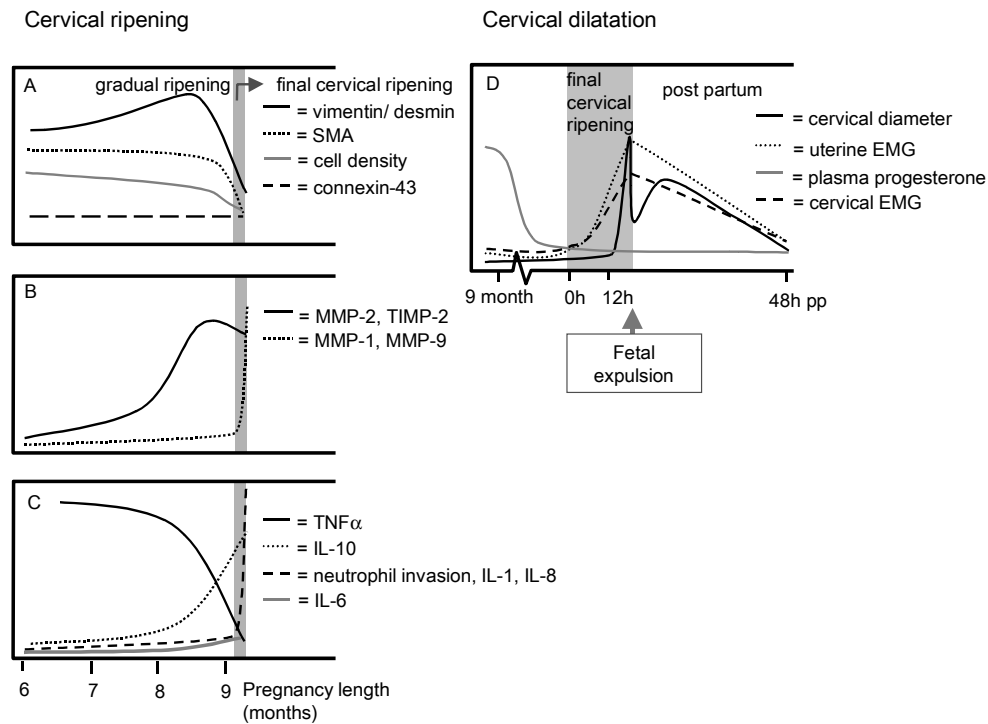 Cervical ripening
Cervical dilatation
A
gradual ripening
final cervical ripening
= vimentin/ desmin
= SMA
= cell density
= connexin-43
B
= MMP-2, TIMP-2
= MMP-1, MMP-9
C
= TNFα
= IL-10
= neutrophil invasion, IL-1, IL-8
= IL-6
6
7
8
9
Pregnancy length
(months)
D
final
cervical
ripening
post partum
= cervical diameter
= uterine EMG
= plasma progesterone
= cervical EMG
9 month
0h
12h
48h pp
Fetal
expulsion